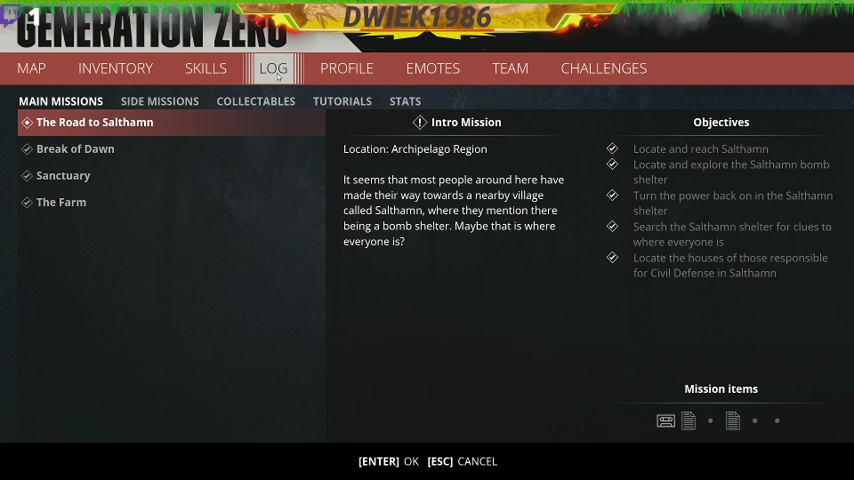 DWIEK1986
GENERATION ZERO
MAP INVENTORY SKILLS LOG PROFILE EMOTES TEAM CHALLENGES
MAIN MISSIONS SIDE MISSIONS COLLECTABLES TUTORIALS STATS
The Road to Salthamn
Break of Dawn
Sanctuary
The Farm
Intro Mission
Location: Archipelago Region
It seems that most people around here have
made their way towards a nearby village
called Salthamn, where they mention there
being a bomb shelter. Maybe that is where
everyone is?
Objectives
Locate and reach Salthamn
Locate and explore the Salthamn bomb
shelter
Turn the power back on in the Salthamn
shelter
Search the Salthamn shelter for clues to
where everyone is
Locate the houses of those responsible
for Civil Defense in Salthamn
Mission items
[ENTER] OK [ESC] CANCEL